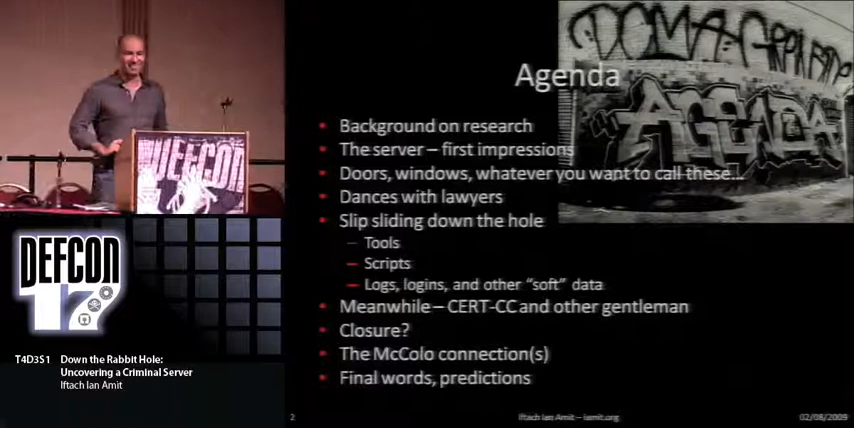 Agenda
AGENDA
Background on research
The server – first impressions
Doors, windows, whatever you want to call these...
Dances with lawyers
Slip sliding down the hole
Tools
Scripts
Logs, logins, and other “soft” data
Meanwhile – CERT-CC and other gentleman
Closure?
The McColo connection(s)
Final words, predictions
2
Iftach Ian Amit – iamit.org
02/08/2009
DEFCON
DEFCON
17
T4D3S1 Down the Rabbit Hole:
Uncovering a Criminal Server
Iftach Ian Amit